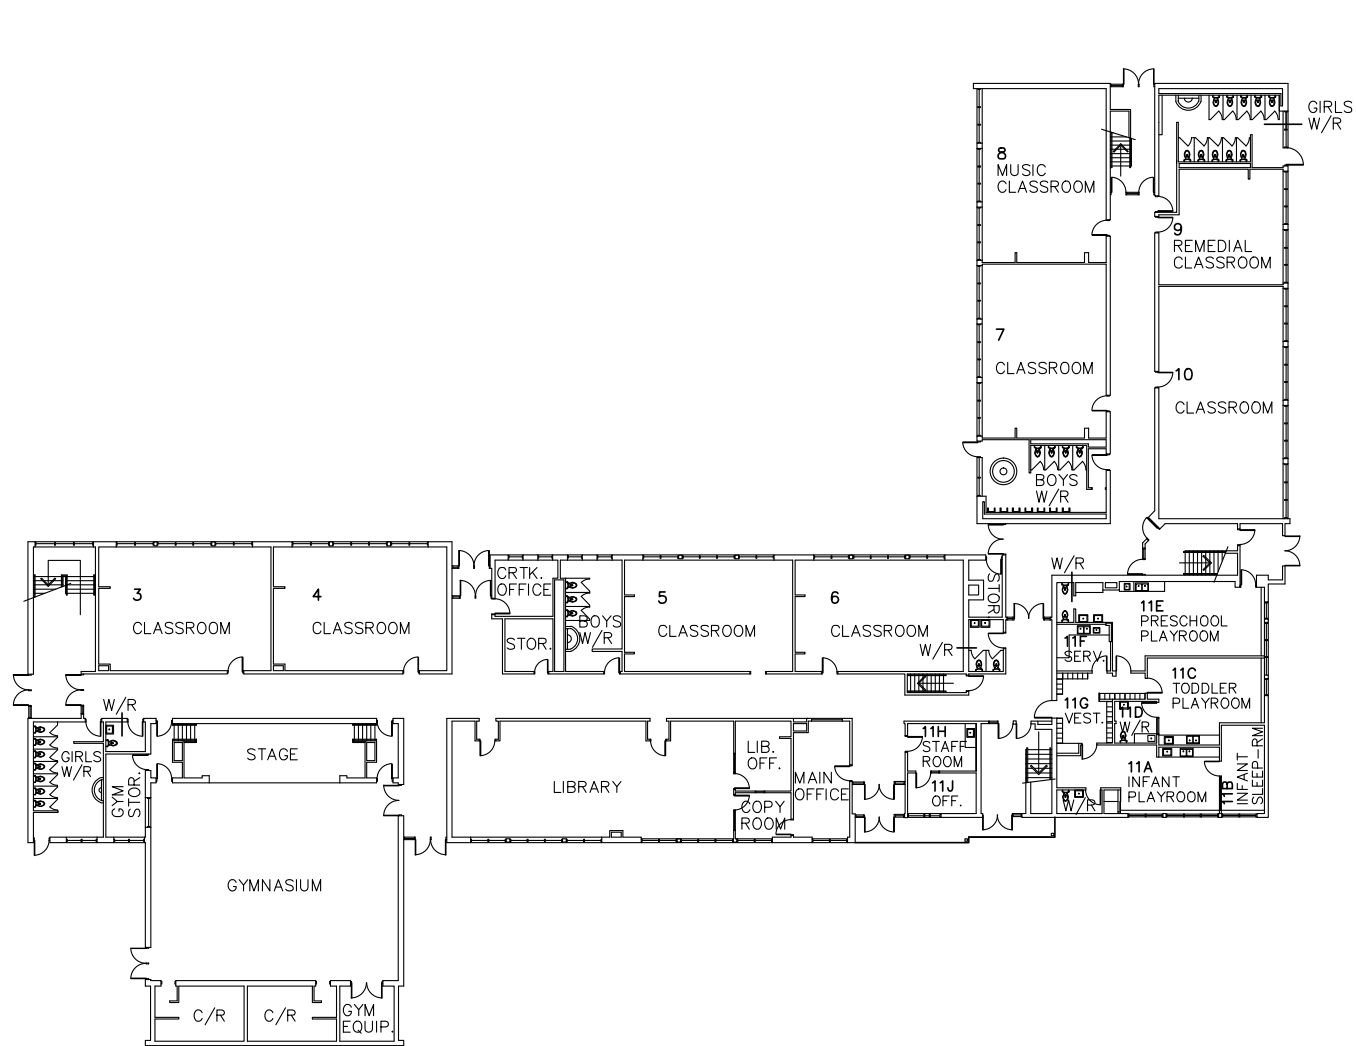 GIRLS
W/R
8
MUSIC
CLASSROOM
9
REMEDIAL
CLASSROOM
7
CLASSROOM
10
CLASSROOM
BOYS
W/R
3
CLASSROOM
4
CLASSROOM
CRTK.
OFFICE
STOR.
BOYS
W/R
5
CLASSROOM
6
CLASSROOM
STOR.
W/R
W/R
11E
PRESCHOOL
PLAYROOM
11F
SERV.
11C
TODDLER
PLAYROOM
11G
VEST.
11D
W/R
W/R
GIRLS
W/R
GYM
STOR.
STAGE
LIBRARY
LIB.
OFF.
COPY
ROOM
MAIN
OFFICE
11H
STAFF
ROOM
11J
OFF.
11A
INFANT
PLAYROOM
W/R
11B
INFANT
SLEEP-RM
GYMNASIUM
C/R
C/R
GYM
EQUIP.